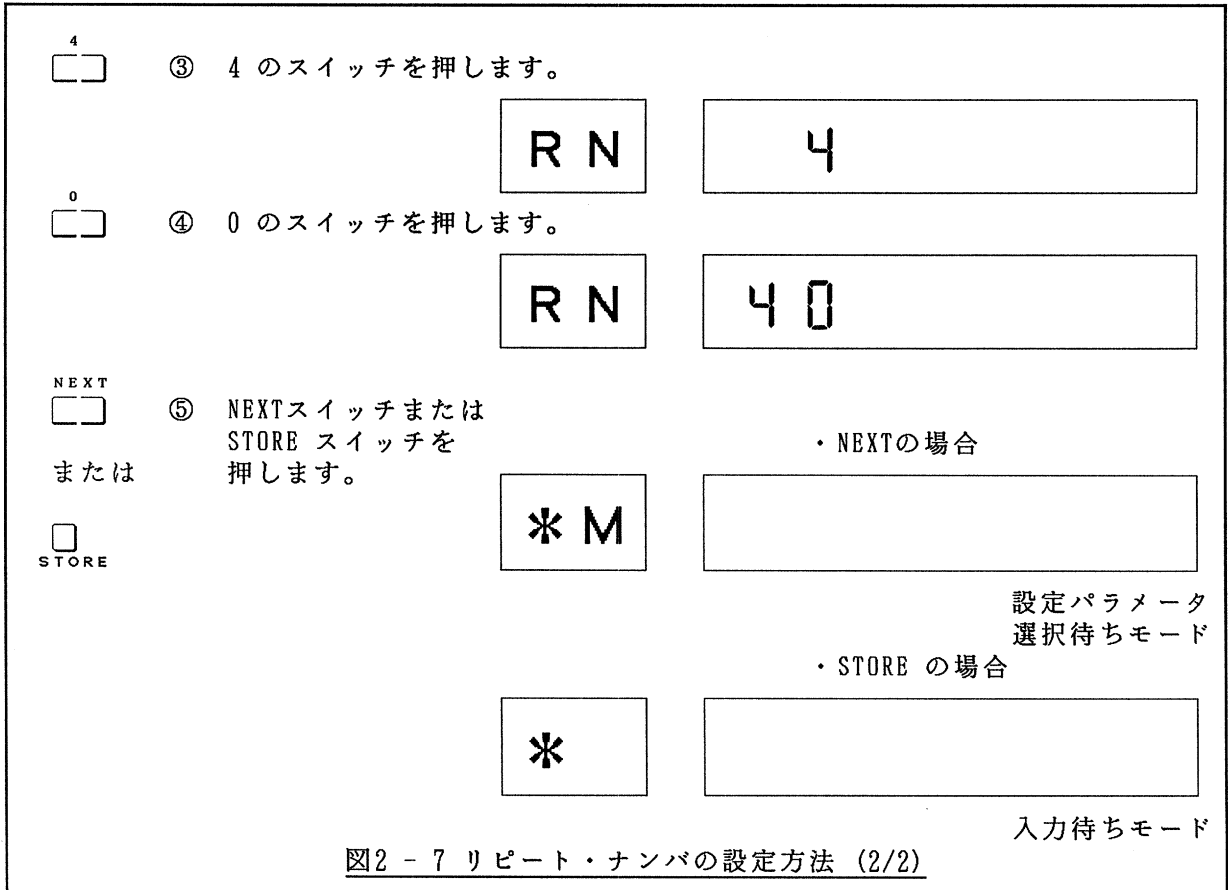 4
③ 4 のスイッチを押します。
RN 4
0
④ 0 のスイッチを押します。
RN 40
NEXT
⑤ NEXTスイッチまたは
STORE スイッチを
または 押します。
・NEXTの場合
*M
STORE
設定パラメータ
選択待ちモード
・STORE の場合
*
入力待ちモード
図2 - 7 リピート・ナンバの設定方法 (2/2)